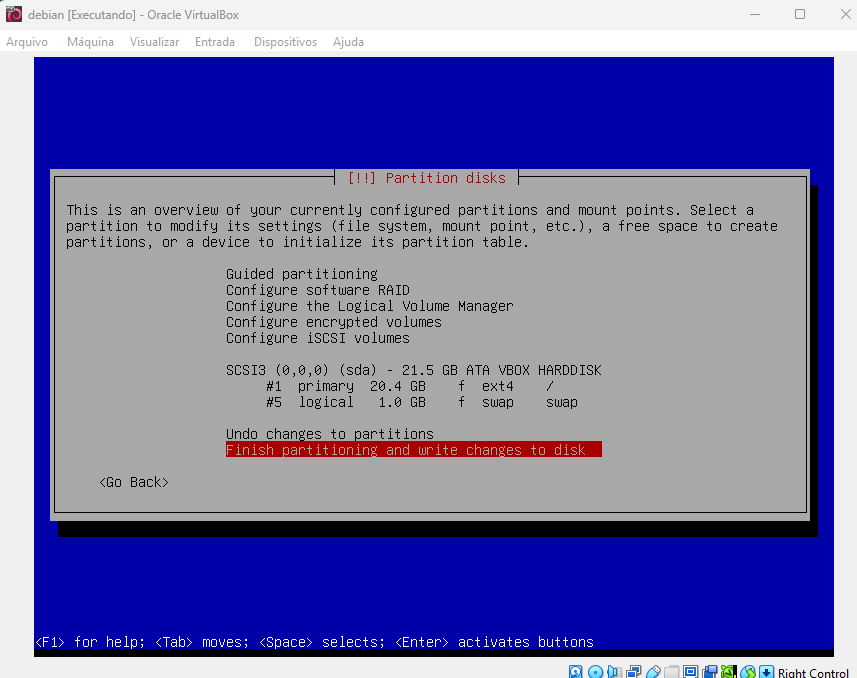 debian [Executando] - Oracle VirtualBox
Arquivo Máquina Visualizar Entrada Dispositivos Ajuda
[!!] Partition disks
This is an overview of your currently configured partitions and mount points. Select a
partition to modify its settings (file system, mount point, etc.), a free space to create
partitions, or a device to initialize its partition table.
Guided partitioning
Configure software RAID
Configure the Logical Volume Manager
Configure encrypted volumes
Configure iSCSI volumes
SCSI3 (0,0,0) (sda) - 21.5 GB ATA VBOX HARDDISK
#1 primary 20.4 GB f ext4 /
#5 logical 1.0 GB f swap swap
Undo changes to partitions
Finish partitioning and write changes to disk
<Go Back>
<F1> for help; <Tab> moves; <Space> selects; <Enter> activates buttons
Right Control